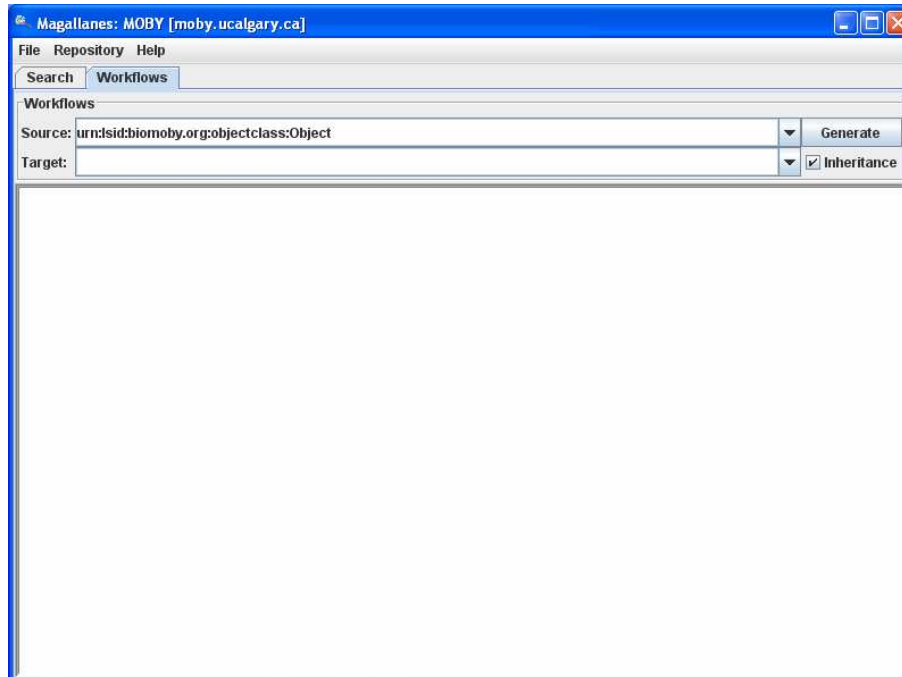 Magallanes: MOBY [moby.ucalgary.ca]
File Repository Help
Search Workflows
Workflows
Source: urn:lsid:biomoby.org:objectclass:Object Generate
Target: Inheritance